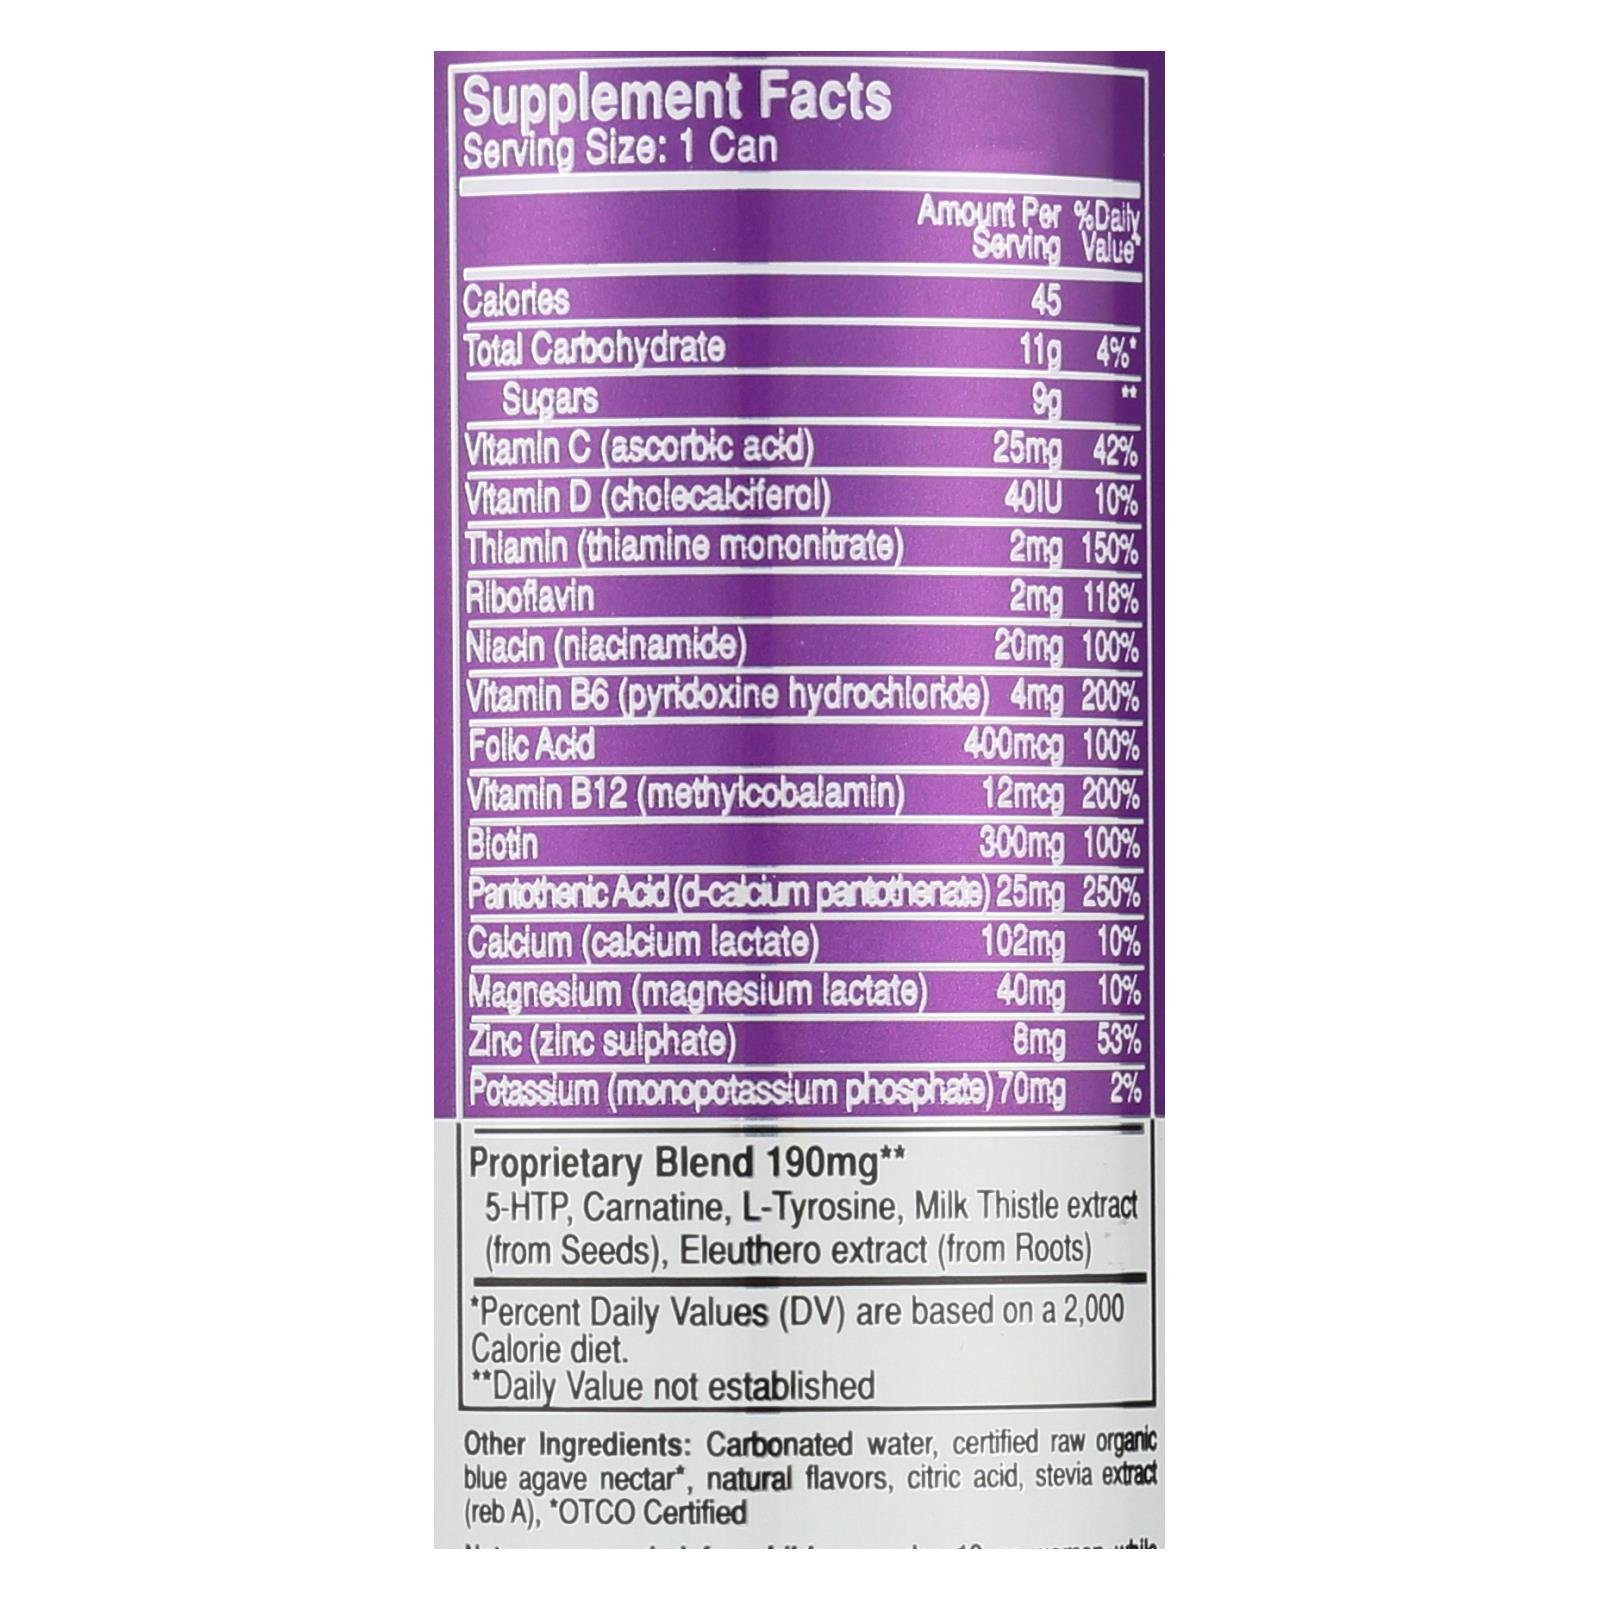 Supplement Facts
Serving Size: 1 Can
Amount Per Serving %Daily Value*
Calories 45
Total Carbohydrate 11g 4%*
Sugars 9g **
Vitamin C (ascorbic acid) 25mg 42%
Vitamin D (cholecalciferol) 40IU 10%
Thiamin (thiamine mononitrate) 2mg 150%
Riboflavin 2mg 118%
Niacin (niacinamide) 20mg 100%
Vitamin B6 (pyridoxine hydrochloride) 4mg 200%
Folic Acid 400mcg 100%
Vitamin B12 (methylcobalamin) 12mcg 200%
Biotin 300mg 100%
Pantothenic Acid (d-calcium pantothenate) 25mg 250%
Calcium (calcium lactate) 102mg 10%
Magnesium (magnesium lactate) 40mg 10%
Zinc (zinc sulphate) 8mg 53%
Potassium (monopotassium phosphate) 70mg 2%
Proprietary Blend 190mg**
5-HTP, Carnatine, L-Tyrosine, Milk Thistle extract
(from Seeds), Eleuthero extract (from Roots)
*Percent Daily Values (DV) are based on a 2,000
Calorie diet.
**Daily Value not established
Other Ingredients: Carbonated water, certified raw organic
blue agave nectar*, natural flavors, citric acid, stevia extract
(reb A), *OTCO Certified